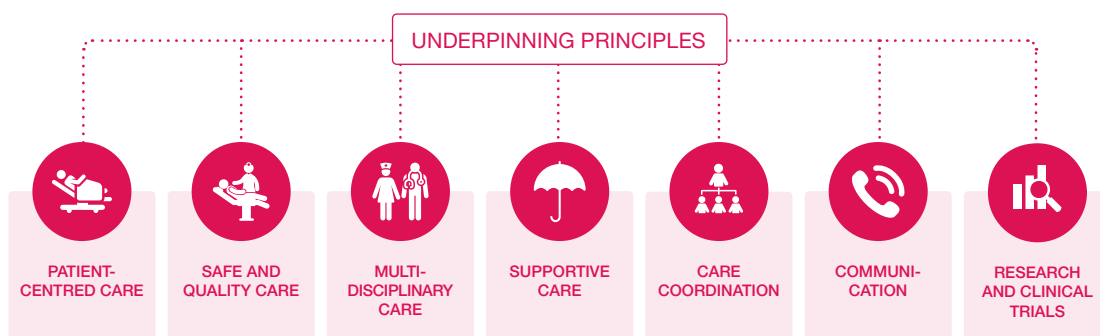 UNDERPINNING PRINCIPLES
PATIENT-
CENTRED CARE
SAFE AND
QUALITY CARE
MULTI-
DISCIPLINARY
CARE
SUPPORTIVE
CARE
CARE
COORDINATION
COMMUNI-
CATION
RESEARCH
AND CLINICAL
TRIALS